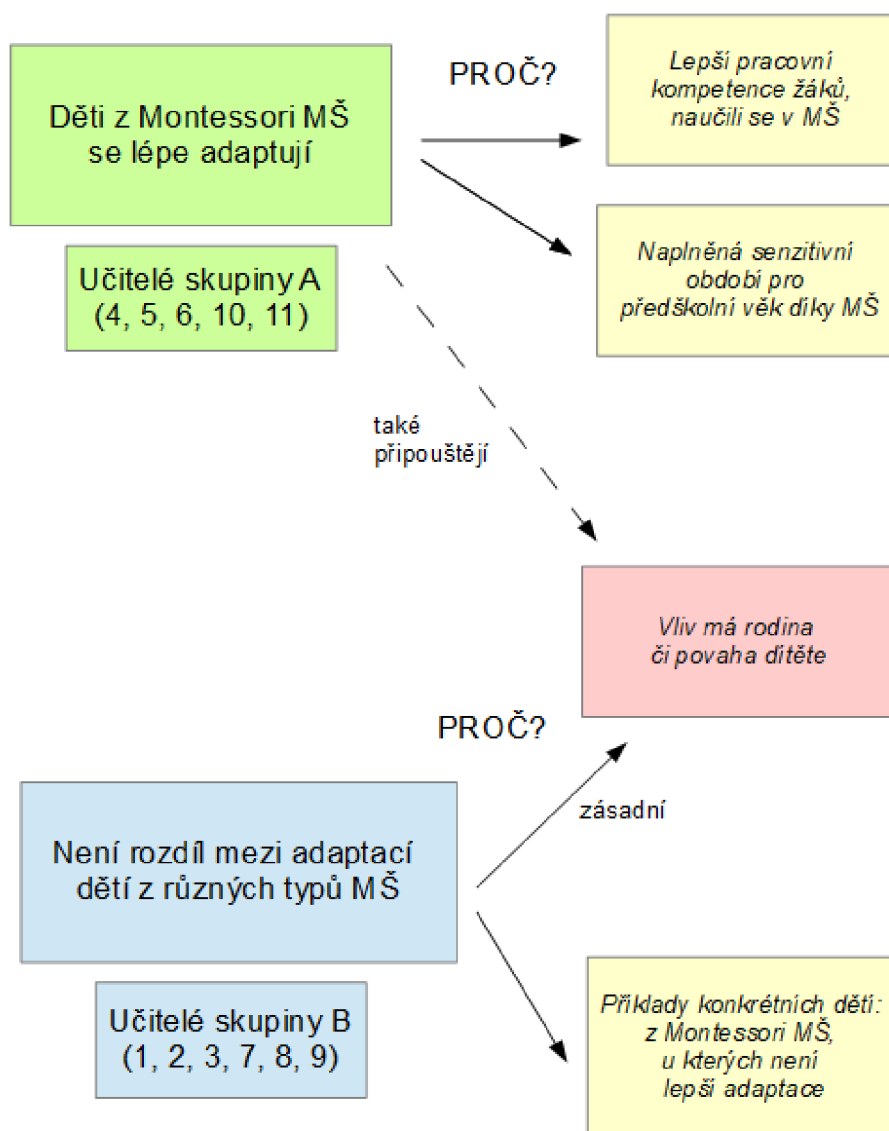 Děti z Montessori MŠ
se lépe adaptují
Učitelé skupiny A
(4, 5, 6, 10, 11)
PROČ?
Lepší pracovní
kompetence žáků,
naučili se v MŠ
Naplněná senzitivní
období pro
předškolní věk díky MŠ
také
připouštějí
Vliv má rodina
či povaha dítěte
PROČ?
zásadní
Není rozdíl mezi adaptací
dětí z různých typů MŠ
Učitelé skupiny B
(1, 2, 3, 7, 8, 9)
Příklady konkrétních dětí:
z Montessori MŠ,
u kterých není
lepší adaptace